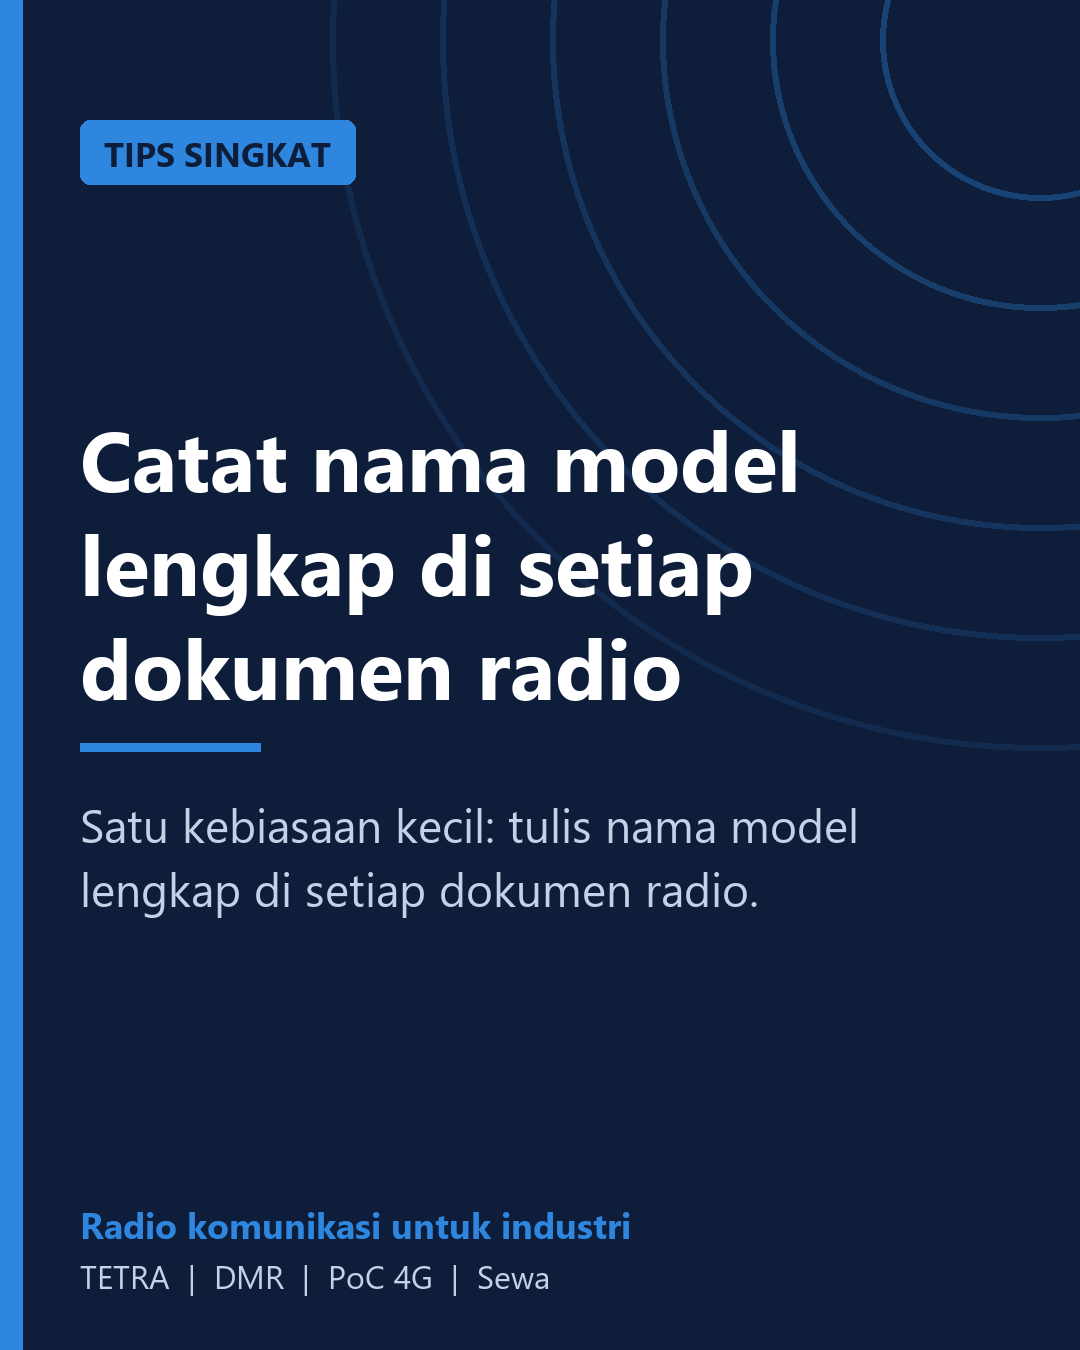 TIPS SINGKAT
Catat nama model
lengkap di setiap
dokumen radio
Satu kebiasaan kecil: tulis nama model
lengkap di setiap dokumen radio.
Radio komunikasi untuk industri
TETRA | DMR | PoC 4G | Sewa